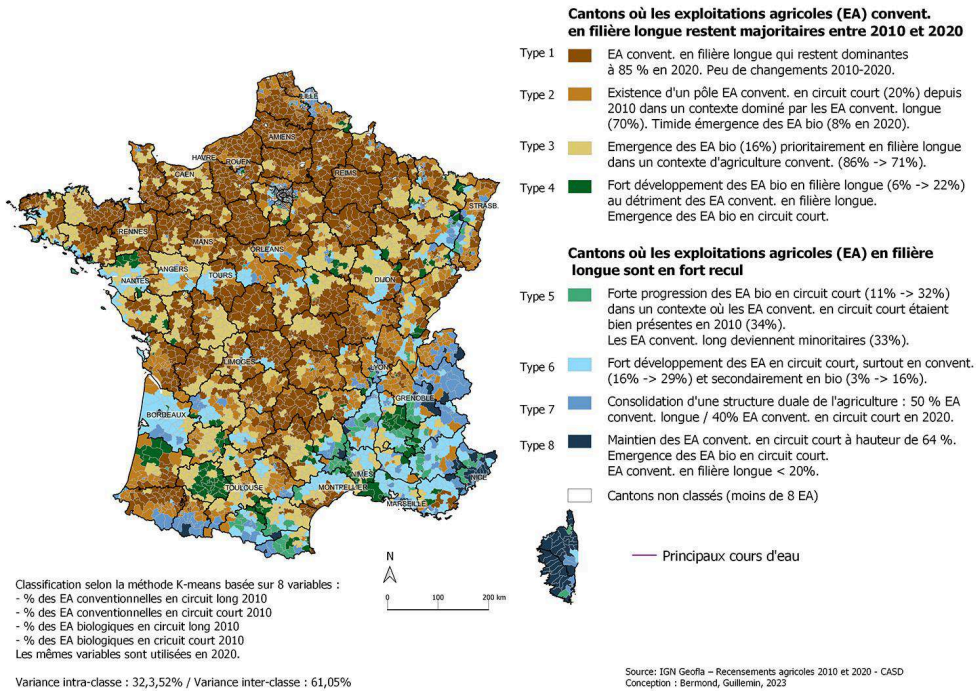 Cantons où les exploitations agricoles (EA) convent.
en filière longue restent majoritaires entre 2010 et 2020
Type 1
EA convent. en filière longue qui restent dominantes
à 85 % en 2020. Peu de changements 2010-2020.
Type 2
Existence d'un pôle EA convent. en circuit court (20%) depuis
2010 dans un contexte dominé par les EA convent. longue
(70%). Timide émergence des EA bio (8% en 2020).
Type 3
Emergence des EA bio (16%) prioritairement en filière longue
dans un contexte d'agriculture convent. (86% -> 71%).
Type 4
Fort développement des EA bio en filière longue (6% -> 22%)
au détriment des EA convent. en filière longue.
Emergence des EA bio en circuit court.
Cantons où les exploitations agricoles (EA) en filière
longue sont en fort recul
Type 5
Forte progression des EA bio en circuit court (11% -> 32%)
dans un contexte où les EA convent. en circuit court étaient
bien présentes en 2010 (34%).
Les EA convent. long deviennent minoritaires (33%).
Type 6
Fort développement des EA en circuit court, surtout en convent.
(16% -> 29%) et secondairement en bio (3% -> 16%).
Type 7
Consolidation d'une structure duale de l'agriculture : 50 % EA
convent. longue / 40% EA convent. en circuit court en 2020.
Type 8
Maintien des EA convent. en circuit court à hauteur de 64 %.
Emergence des EA bio en circuit court.
EA convent. en filière longue < 20%.
Cantons non classés (moins de 8 EA)
Principaux cours d'eau
LILLE
AMIENS
HAVRE
ROUEN
CAEN
REIMS
STRASB.
RENNES
MANS
ORLEANS
ANGERS
TOURS
NANTES
DIJON
LIMOGES
LYON
GRENOBLE
BORDEAUX
TOULOUSE
NIMES
MONTPELLIER
MARSEILLE
NICE
N
0 100 200 km
Classification selon la méthode K-means basée sur 8 variables :
- % des EA conventionnelles en circuit long 2010
- % des EA conventionnelles en circuit court 2010
- % des EA biologiques en circuit long 2010
- % des EA biologiques en cricuit court 2010
Les mêmes variables sont utilisées en 2020.
Variance intra-classe : 32,3,52% / Variance inter-classe : 61,05%
Source: IGN Geofla – Recensements agricoles 2010 et 2020 - CASD
Conception : Bermond, Guillemin, 2023